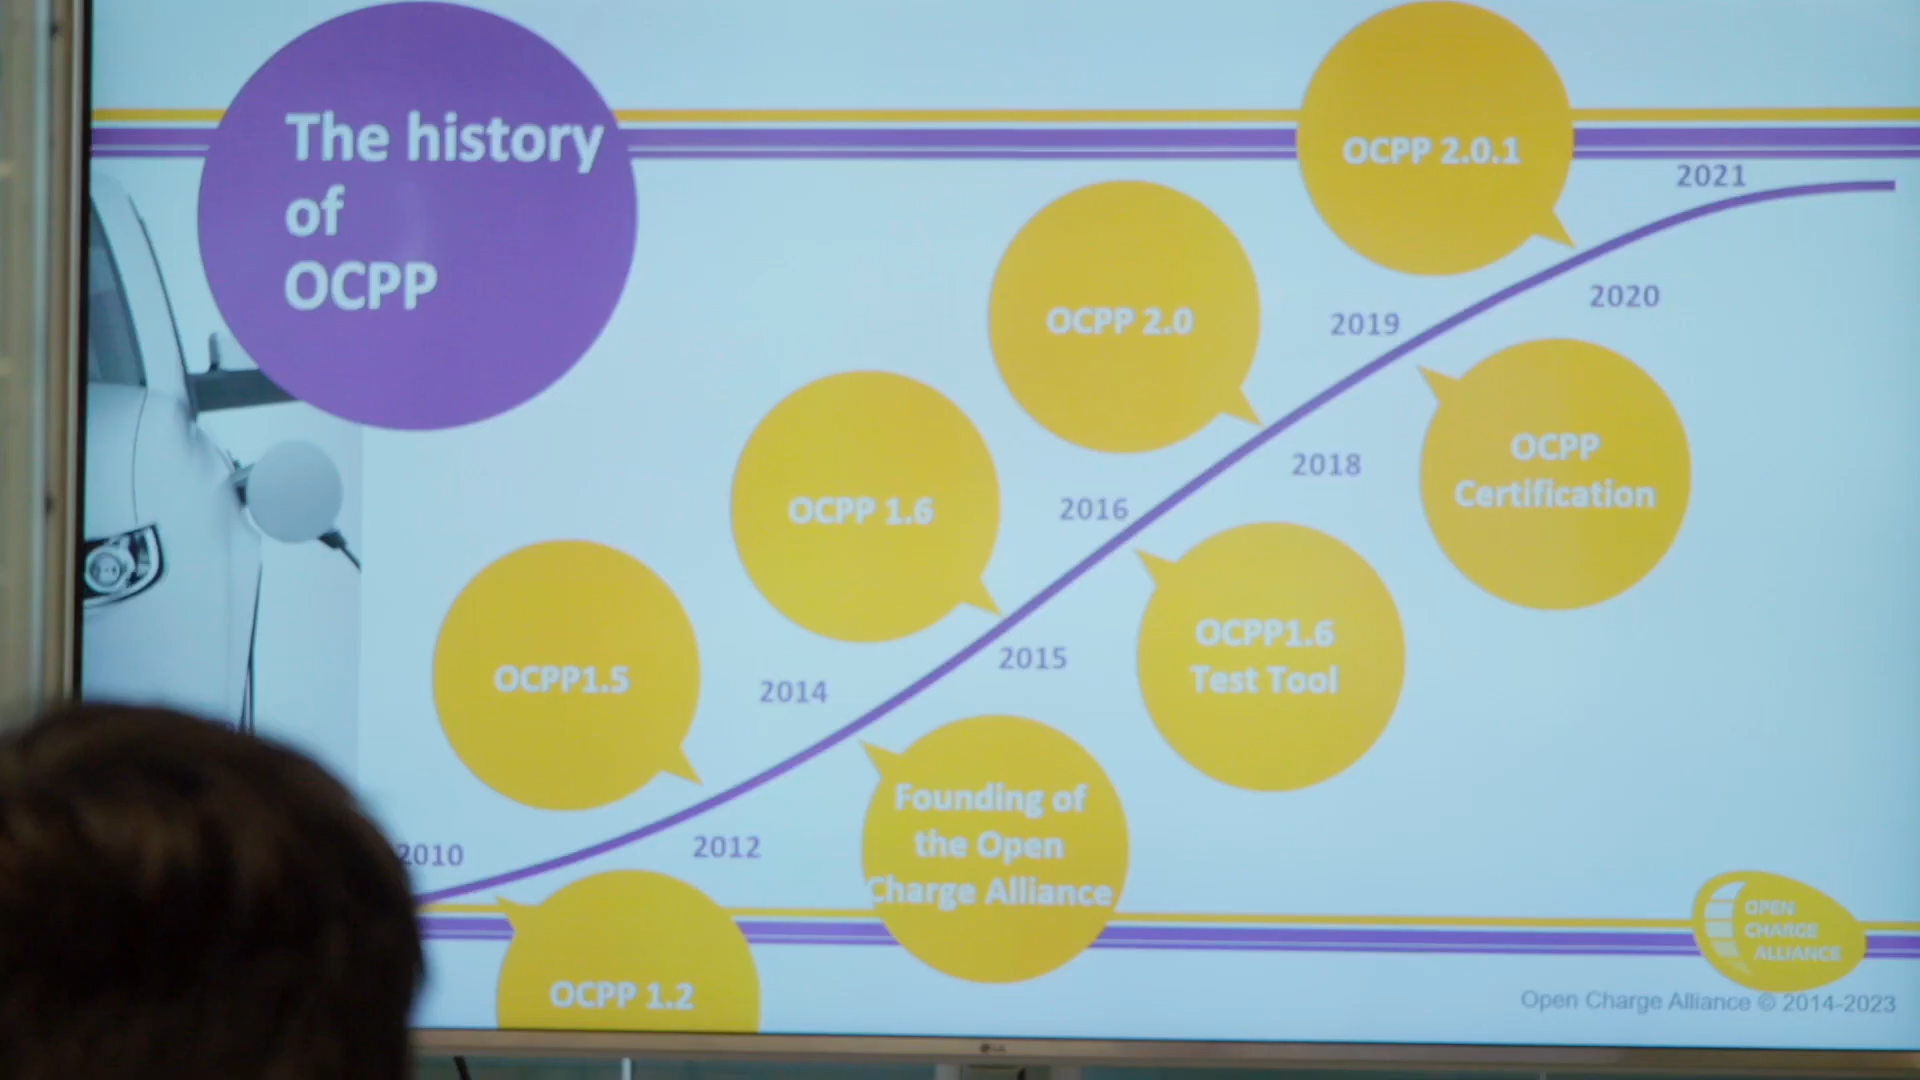 The history
of
OCPP
OCPP 2.0.1
2021
2020
OCPP 2.0
2019
OCPP
Certification
2018
OCPP 1.6
2016
OCPP1.6
Test Tool
2015
OCPP1.5
2014
Founding of
the Open
Charge Alliance
2012
2010
OCPP 1.2
OPEN
CHARGE
ALLIANCE
Open Charge Alliance © 2014-2023
LG